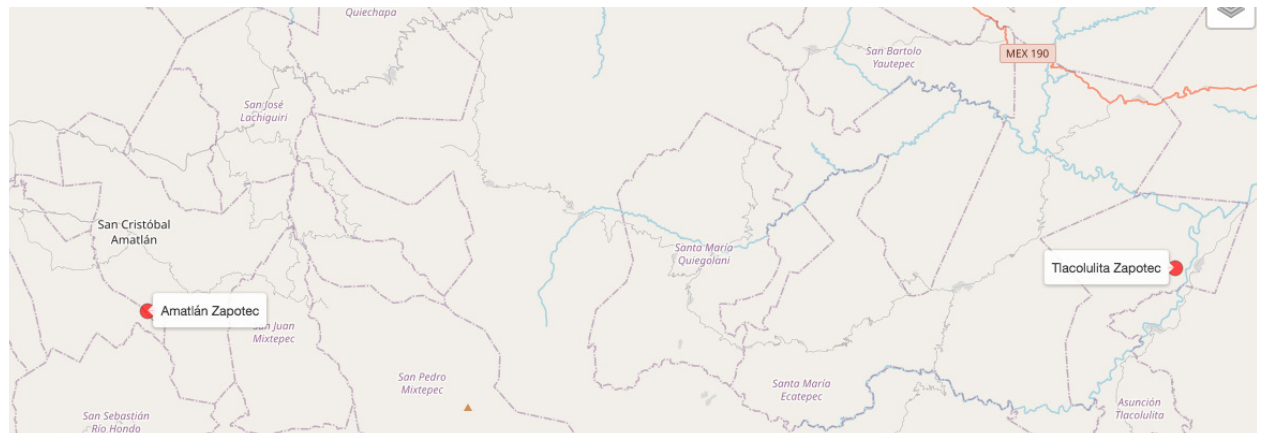 Quiechapa
San Bartolo
Yautepec
MEX 190
San José
Lachiguiri
San Cristóbal
Amatlán
Santa María
Quiegolani
Tlacolulita Zapotec
Amatlán Zapotec
San Juan
Mixtepec
San Pedro
Mixtepec
Santa María
Ecatepec
Asunción
Tlacolulita
San Sebastián
Río Hondo